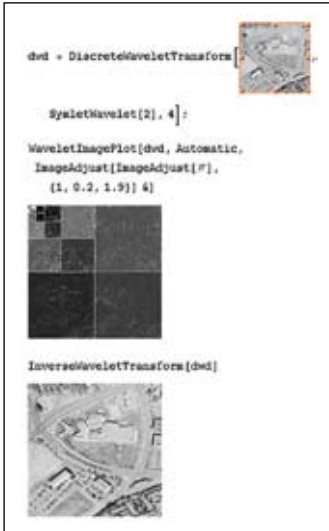 dwd = DiscreteWaveletTransform[ ,
SymletWavelet[2], 4];
WaveletImagePlot[dwd, Automatic,
ImageAdjust[ImageAdjust[#],
{1, 0.2, 1.9}] &]
InverseWaveletTransform[dwd]